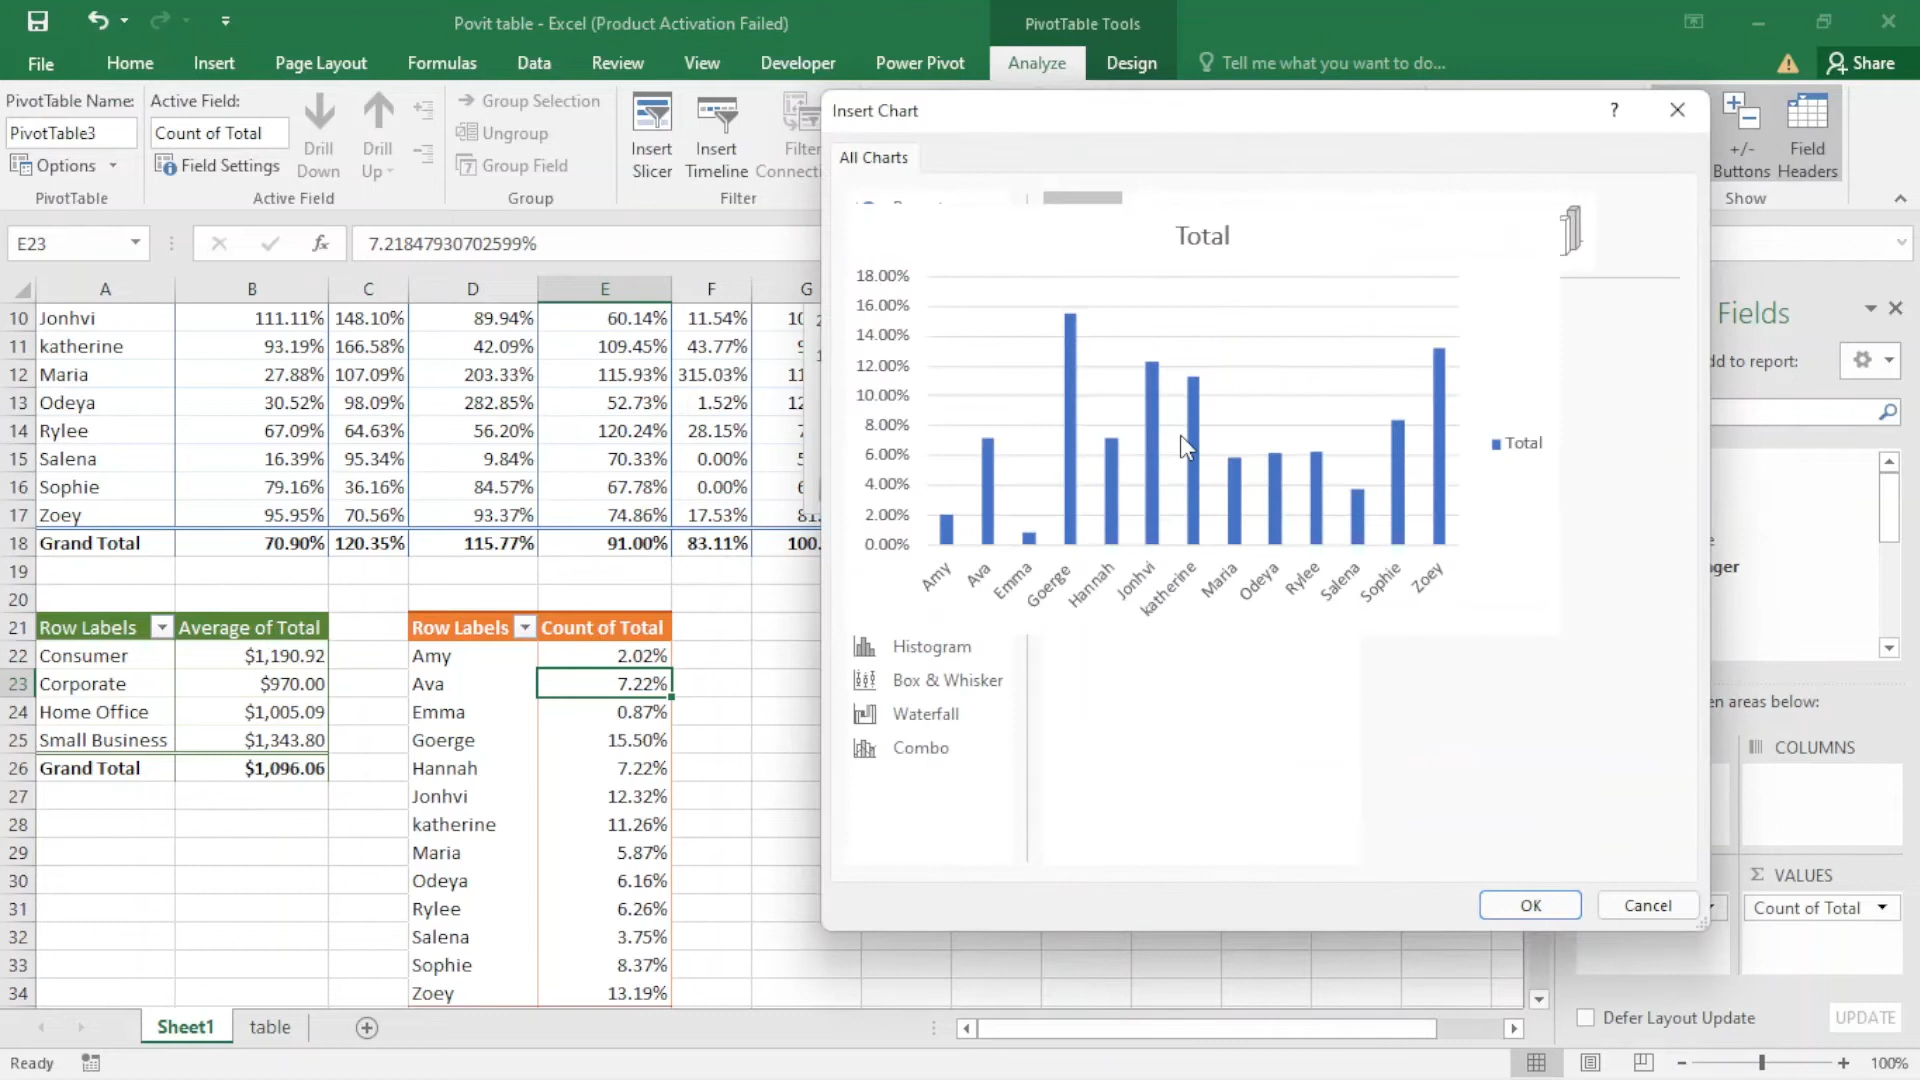 Povit table - Excel (Product Activation Failed)
PivotTable Tools
File Home Insert Page Layout Formulas Data Review View Developer Power Pivot Analyze Design Tell me what you want to do... Share
PivotTable Name: Active Field:
PivotTable3 Count of Total
Options Field Settings
Drill Down
Drill Up
Group Selection
Ungroup
Group Field
Insert Slicer
Insert Timeline
Filter
+/- Buttons
Field Headers
PivotTable Active Field Group Filter Show
E23 fx 7.21847930702599%
A B C D E F G
10 Jonhvi 111.11% 148.10% 89.94% 60.14% 11.54%
11 katherine 93.19% 166.58% 42.09% 109.45% 43.77%
12 Maria 27.88% 107.09% 203.33% 115.93% 315.03%
13 Odeya 30.52% 98.09% 282.85% 52.73% 1.52%
14 Rylee 67.09% 64.63% 56.20% 120.24% 28.15%
15 Salena 16.39% 95.34% 9.84% 70.33% 0.00%
16 Sophie 79.16% 36.16% 84.57% 67.78% 0.00%
17 Zoey 95.95% 70.56% 93.37% 74.86% 17.53%
18 Grand Total 70.90% 120.35% 115.77% 91.00% 83.11% 100.
19
20
21 Row Labels Average of Total Row Labels Count of Total
22 Consumer $1,190.92 Amy 2.02%
23 Corporate $970.00 Ava 7.22%
24 Home Office $1,005.09 Emma 0.87%
25 Small Business $1,343.80 Goerge 15.50%
26 Grand Total $1,096.06 Hannah 7.22%
27 Jonhvi 12.32%
28 katherine 11.26%
29 Maria 5.87%
30 Odeya 6.16%
31 Rylee 6.26%
32 Salena 3.75%
33 Sophie 8.37%
34 Zoey 13.19%
Insert Chart
? 
All Charts
Total
18.00%
16.00%
14.00%
12.00%
10.00%
8.00%
6.00%
4.00%
2.00%
0.00%
Amy Ava Emma Goerge Hannah Jonhvi katherine Maria Odeya Rylee Salena Sophie Zoey
Total
Histogram
Box & Whisker
Waterfall
Combo
OK Cancel
Fields
dd to report:
ger
en areas below:
COLUMNS
Σ VALUES
Count of Total
Defer Layout Update UPDATE
Sheet1 table
Ready 100%